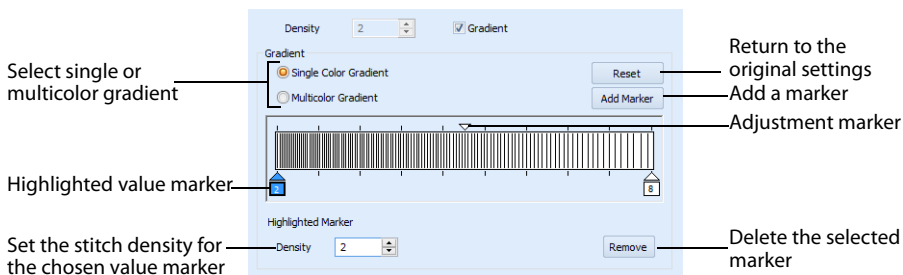 Density 2 Gradient
Gradient
Select single or
multicolor gradient
Single Color Gradient
Multicolor Gradient
Reset
Add Marker
Return to the
original settings
Add a marker
Adjustment marker
Highlighted value marker
2
8
Highlighted Marker
Set the stitch density for
the chosen value marker
Density 2
Remove
Delete the selected
marker